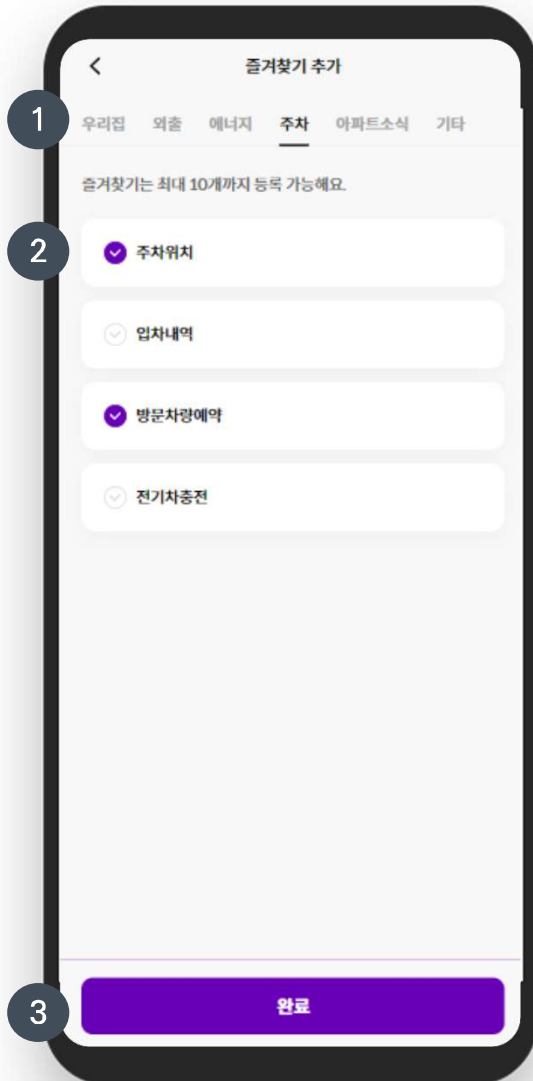 즐겨찾기 추가
1
우리집 외출 에너지 주차 아파트소식 기타
즐겨찾기는 최대 10개까지 등록 가능해요.
2
주차위치
입차내역
방문차량예약
전기차충전
3
완료